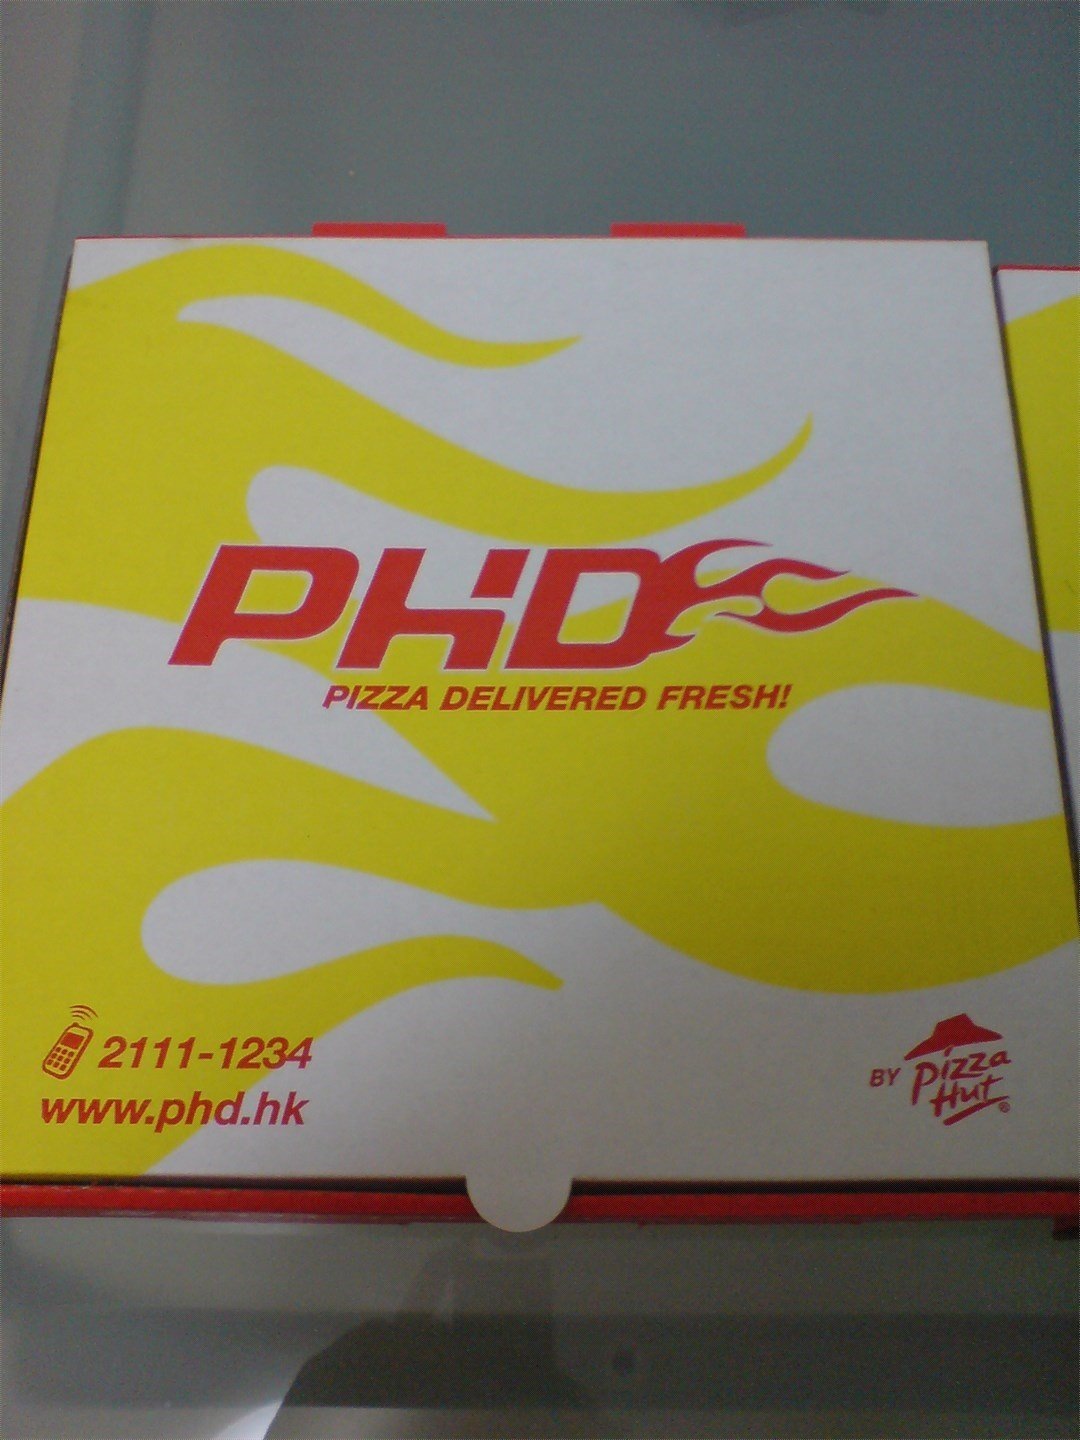 PHD
PIZZA DELIVERED FRESH!
2111-1234
www.phd.hk
BY Pizza
Hut®